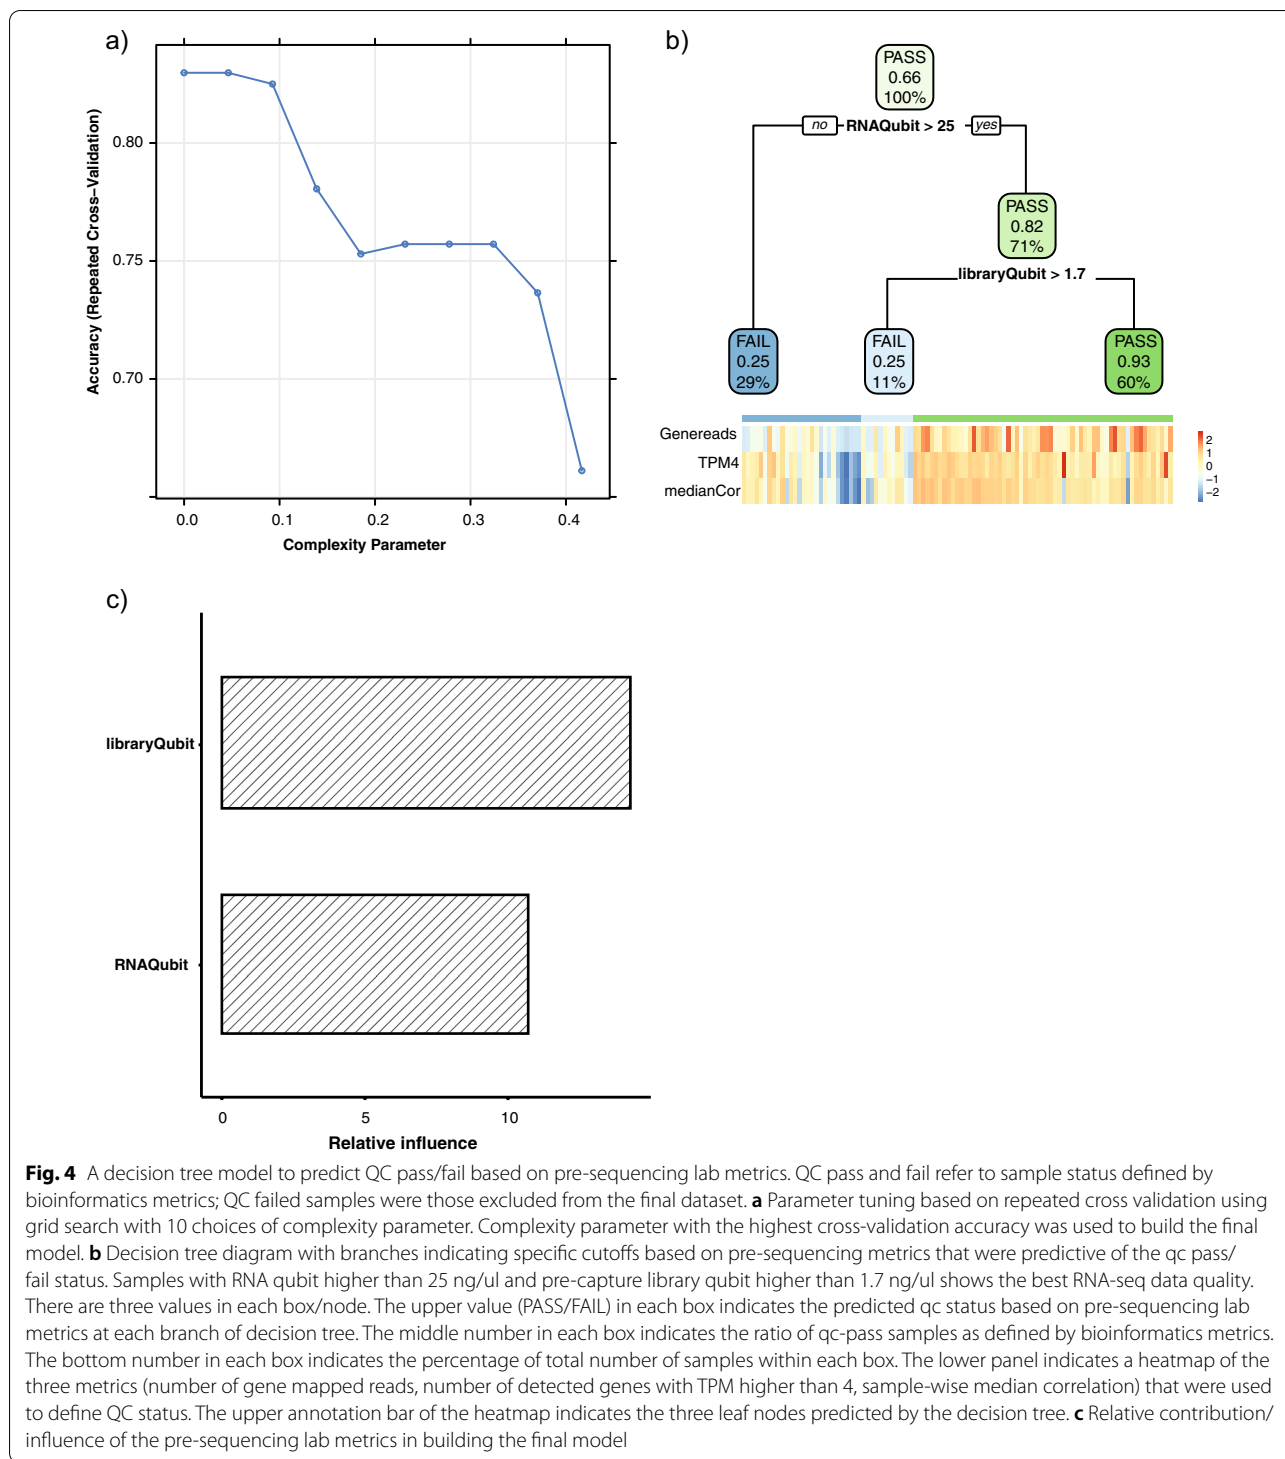 a)
Accuracy (Repeated Cross−Validation)
0.80
0.75
0.70
0.0 0.1 0.2 0.3 0.4
Complexity Parameter
b)
PASS
0.66
100%
no RNAQubit > 25 yes
PASS
0.82
71%
libraryQubit > 1.7
FAIL
0.25
29%
FAIL
0.25
11%
PASS
0.93
60%
Genereads
TPM4
medianCor
2
1
0
−1
−2
c)
libraryQubit
RNAQubit
0 5 10
Relative influence
Fig. 4 A decision tree model to predict QC pass/fail based on pre-sequencing lab metrics. QC pass and fail refer to sample status defined by
bioinformatics metrics; QC failed samples were those excluded from the final dataset. a Parameter tuning based on repeated cross validation using
grid search with 10 choices of complexity parameter. Complexity parameter with the highest cross-validation accuracy was used to build the final
model. b Decision tree diagram with branches indicating specific cutoffs based on pre-sequencing metrics that were predictive of the qc pass/
fail status. Samples with RNA qubit higher than 25 ng/ul and pre-capture library qubit higher than 1.7 ng/ul shows the best RNA-seq data quality.
There are three values in each box/node. The upper value (PASS/FAIL) in each box indicates the predicted qc status based on pre-sequencing lab
metrics at each branch of decision tree. The middle number in each box indicates the ratio of qc-pass samples as defined by bioinformatics metrics.
The bottom number in each box indicates the percentage of total number of samples within each box. The lower panel indicates a heatmap of the
three metrics (number of gene mapped reads, number of detected genes with TPM higher than 4, sample-wise median correlation) that were used
to define QC status. The upper annotation bar of the heatmap indicates the three leaf nodes predicted by the decision tree. c Relative contribution/
influence of the pre-sequencing lab metrics in building the final model